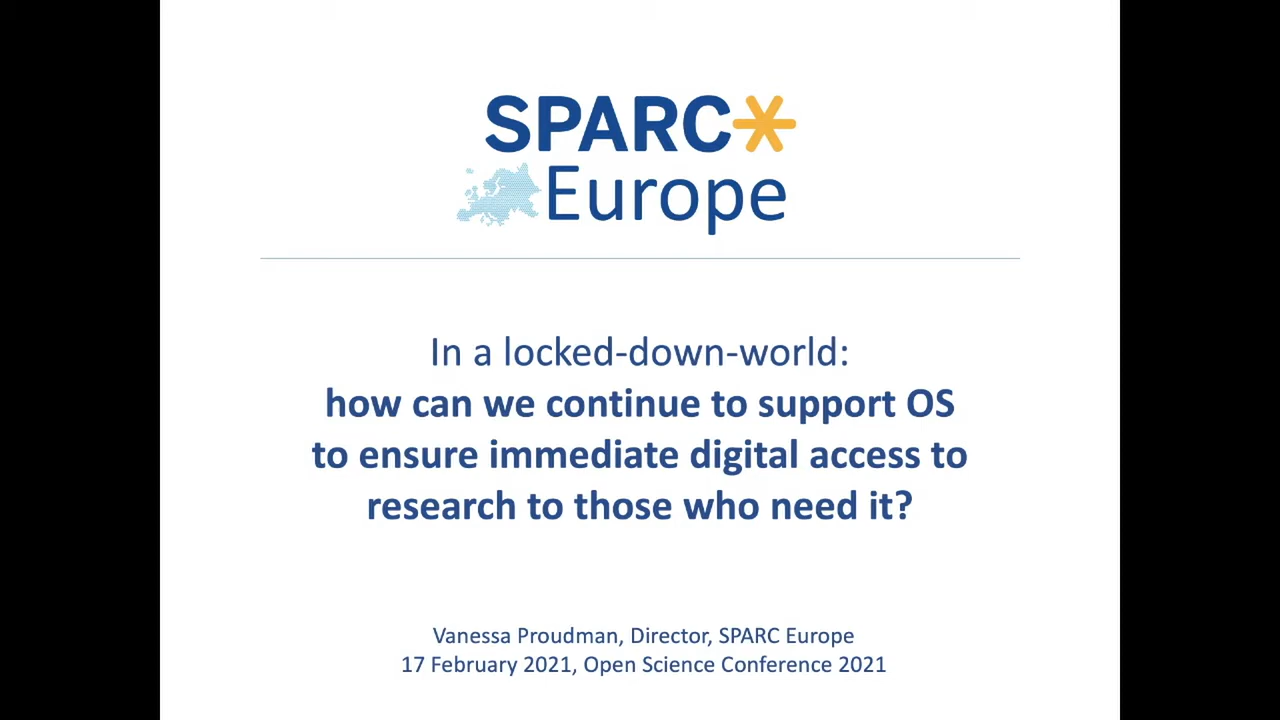 SPARC
Europe
In a locked-down-world:
how can we continue to support OS
to ensure immediate digital access to
research to those who need it?
Vanessa Proudman, Director, SPARC Europe
17 February 2021, Open Science Conference 2021